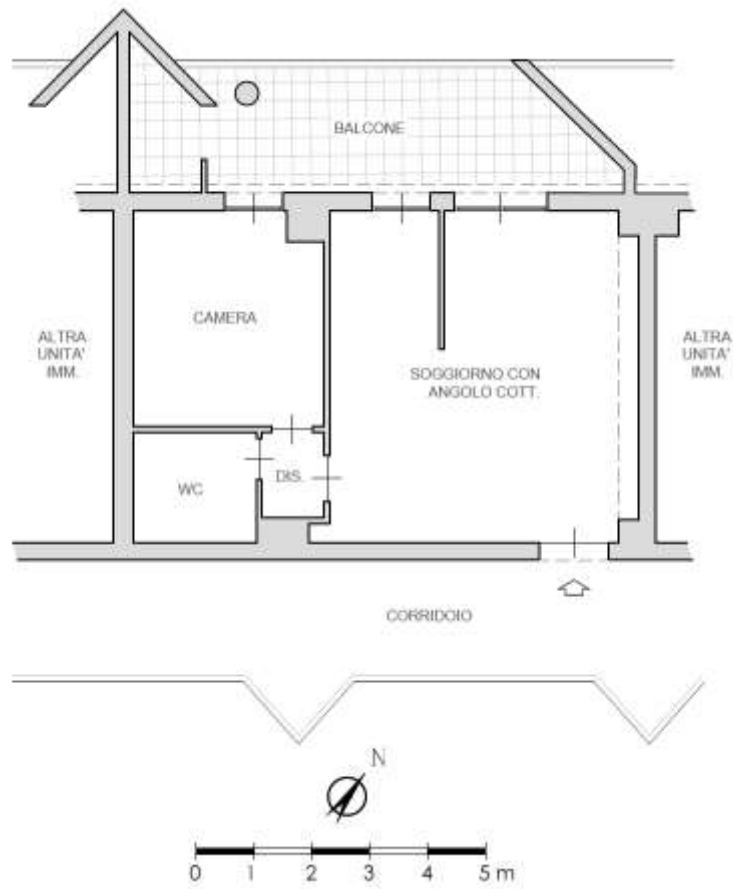 BALCONE
CAMERA
ALTRA
UNITA'
IMM.
ALTRA
UNITA'
IMM.
SOGGIORNO CON
ANGOLO COTT.
WC
DIS.
CORRIDOIO
N
0 1 2 3 4 5 m